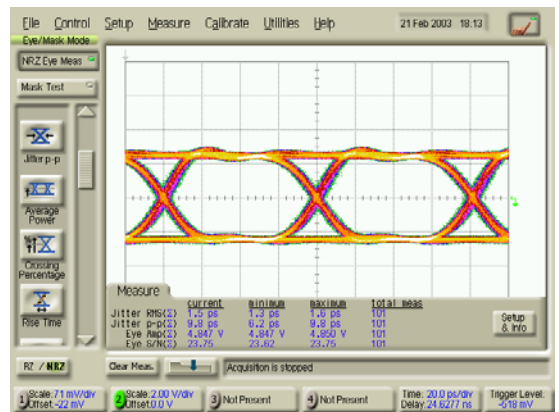 File Control Setup Measure Calibrate Utilities Help 21 Feb 2003 18:13
Eye/Mask Mode
NRZ Eye Meas
Mask Test
Jitter p-p
Average
Power
Crossing
Percentage
Rise Time
Measure
current minimum maximum total meas
Jitter RMS(Σ) 1.5 ps 1.3 ps 1.6 ps 101
Jitter p-p(Σ) 9.8 ps 6.2 ps 9.8 ps 101
Eye Amp(Σ) 4.847 V 4.847 V 4.850 V 101
Eye S/N(Σ) 23.75 23.62 23.75 101
Setup
& Info
RZ / NRZ
Clear Meas.
Acquisition is stopped
1 Scale:71 mV/div
Offset:-22 mV
2 Scale:2.00 V/div
Offset:0.0 V
3 Not Present
4 Not Present
Time: 20.0 ps/div
Delay:24.6277 ns
Trigger Level:
-518 mV